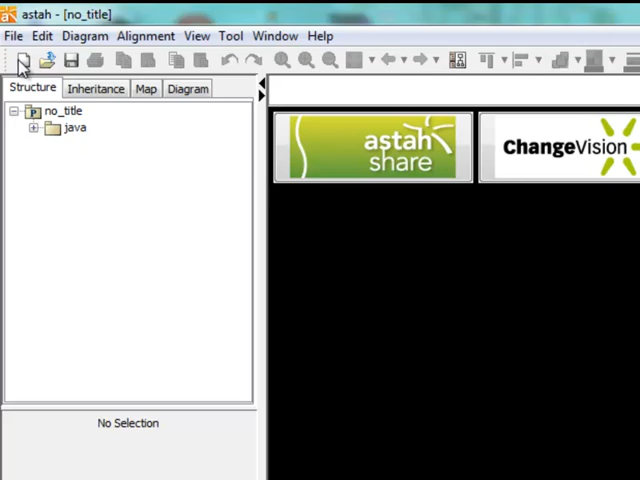 astah - [no_title]
File Edit Diagram Alignment View Tool Window Help
Structure Inheritance Map Diagram
no_title
java
No Selection
astah
share
ChangeVision